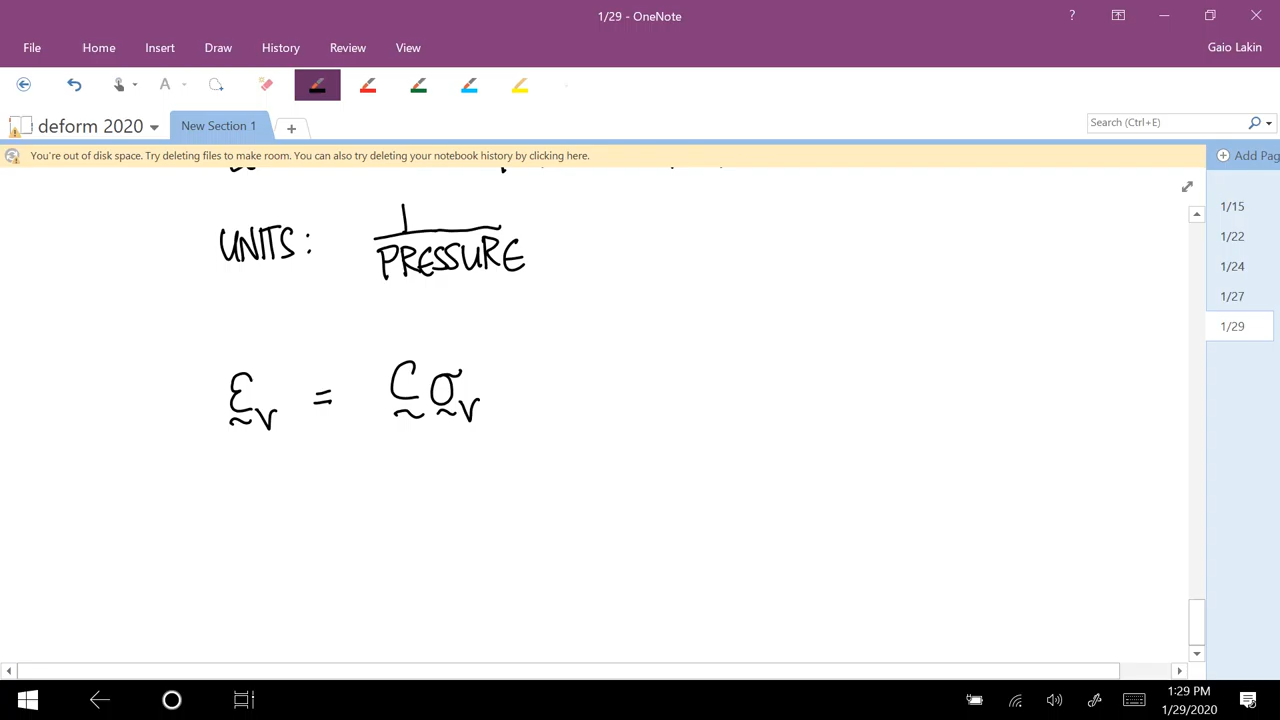 1/29 - OneNote
?
File Home Insert Draw History Review View Gaio Lakin
A
deform 2020 New Section 1 + Search (Ctrl+E)
You're out of disk space. Try deleting files to make room. You can also try deleting your notebook history by clicking here.
Add Pag
1/15
1/22
1/24
1/27
1/29
UNITS: 1
PRESSURE
ε_v = C σ_v
1:29 PM
1/29/2020